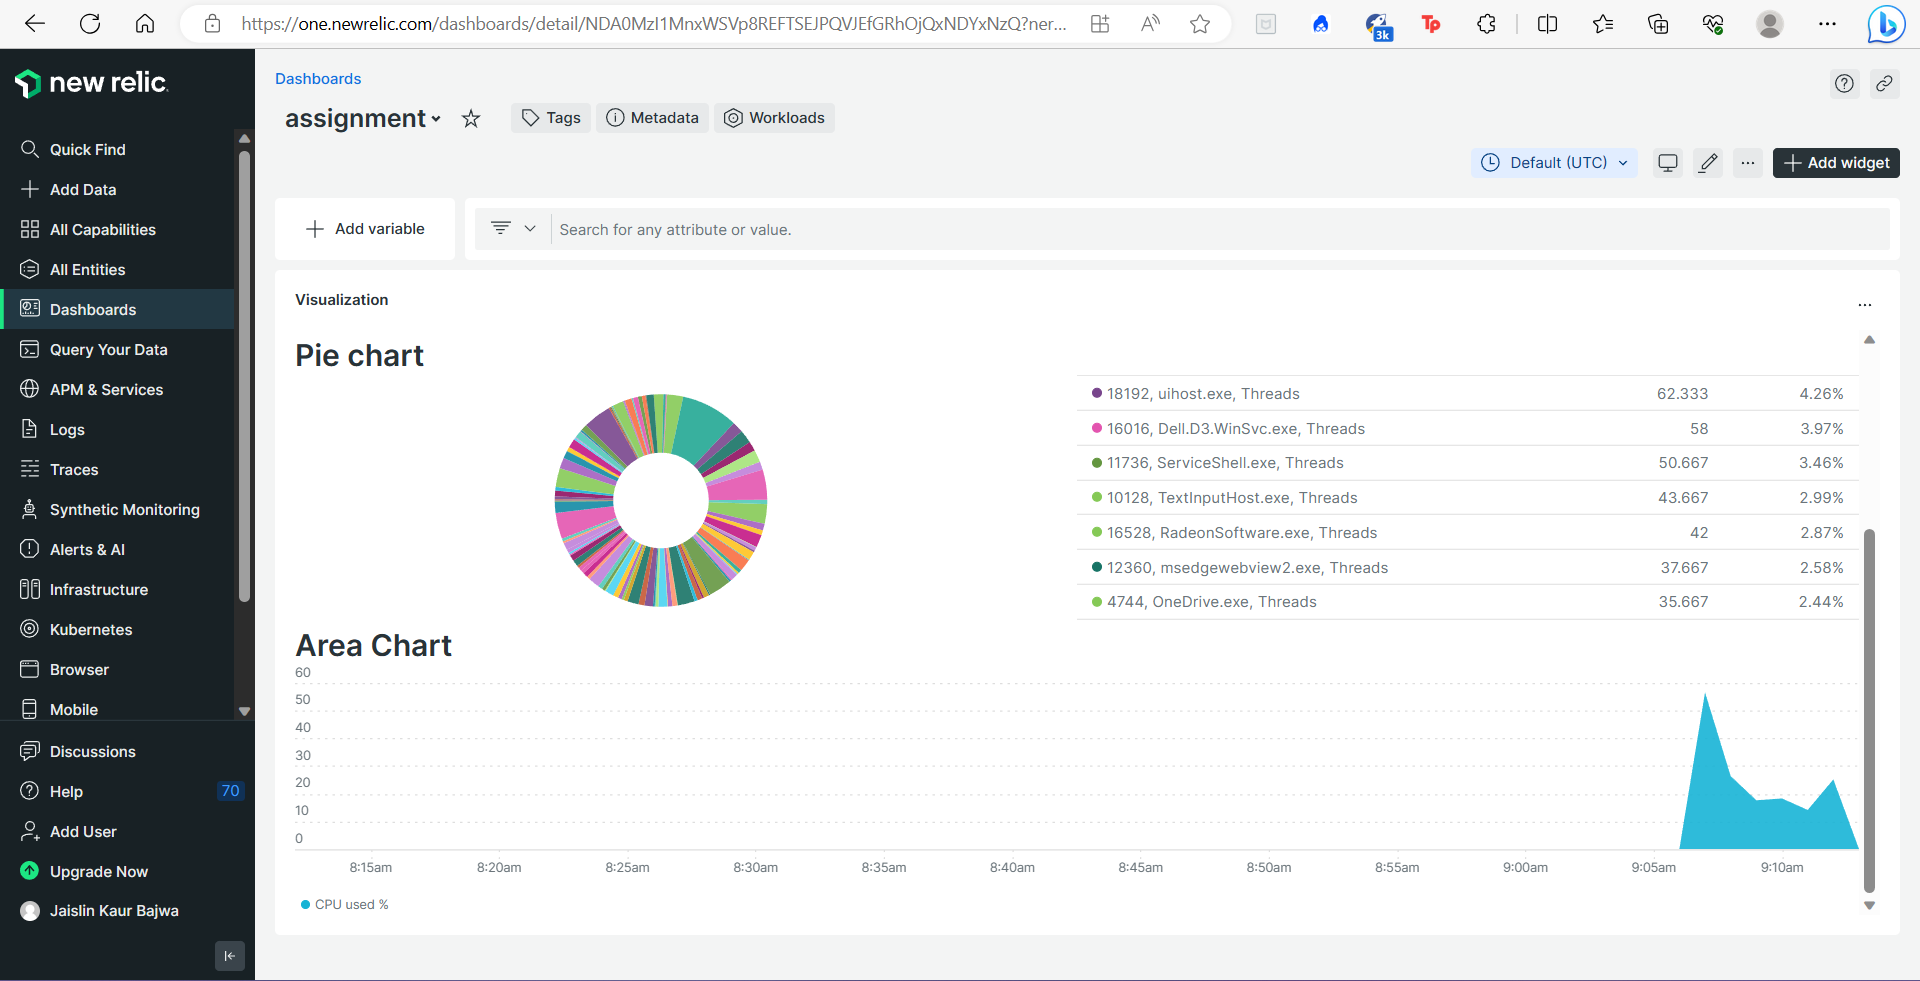 https://one.newrelic.com/dashboards/detail/NDA0MzI1MnxWSVp8REFTSEJPQVJEfGRhOjQxNDYxNzQ?ner...
3k
Tp
new relic
Quick Find
Add Data
All Capabilities
All Entities
Dashboards
Query Your Data
APM & Services
Logs
Traces
Synthetic Monitoring
Alerts & AI
Infrastructure
Kubernetes
Browser
Mobile
Discussions
Help 70
Add User
Upgrade Now
Jaislin Kaur Bajwa
Dashboards
assignment
Tags Metadata Workloads
Default (UTC) ... + Add widget
+ Add variable
Search for any attribute or value.
Visualization ...
Pie chart
18192, uihost.exe, Threads 62.333 4.26%
16016, Dell.D3.WinSvc.exe, Threads 58 3.97%
11736, ServiceShell.exe, Threads 50.667 3.46%
10128, TextInputHost.exe, Threads 43.667 2.99%
16528, RadeonSoftware.exe, Threads 42 2.87%
12360, msedgewebview2.exe, Threads 37.667 2.58%
4744, OneDrive.exe, Threads 35.667 2.44%
Area Chart
60
50
40
30
20
10
0
8:15am 8:20am 8:25am 8:30am 8:35am 8:40am 8:45am 8:50am 8:55am 9:00am 9:05am 9:10am
CPU used %